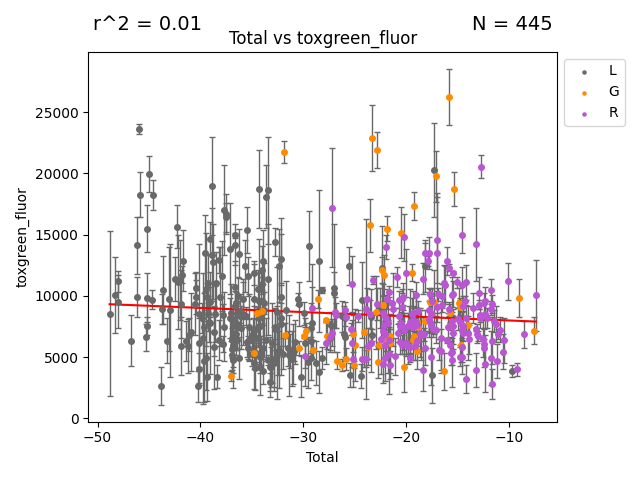 r^2 = 0.01
N = 445
Total vs toxgreen_fluor
L
G
R
25000
20000
15000
10000
5000
0
toxgreen_fluor
−50
−40
−30
−20
−10
Total